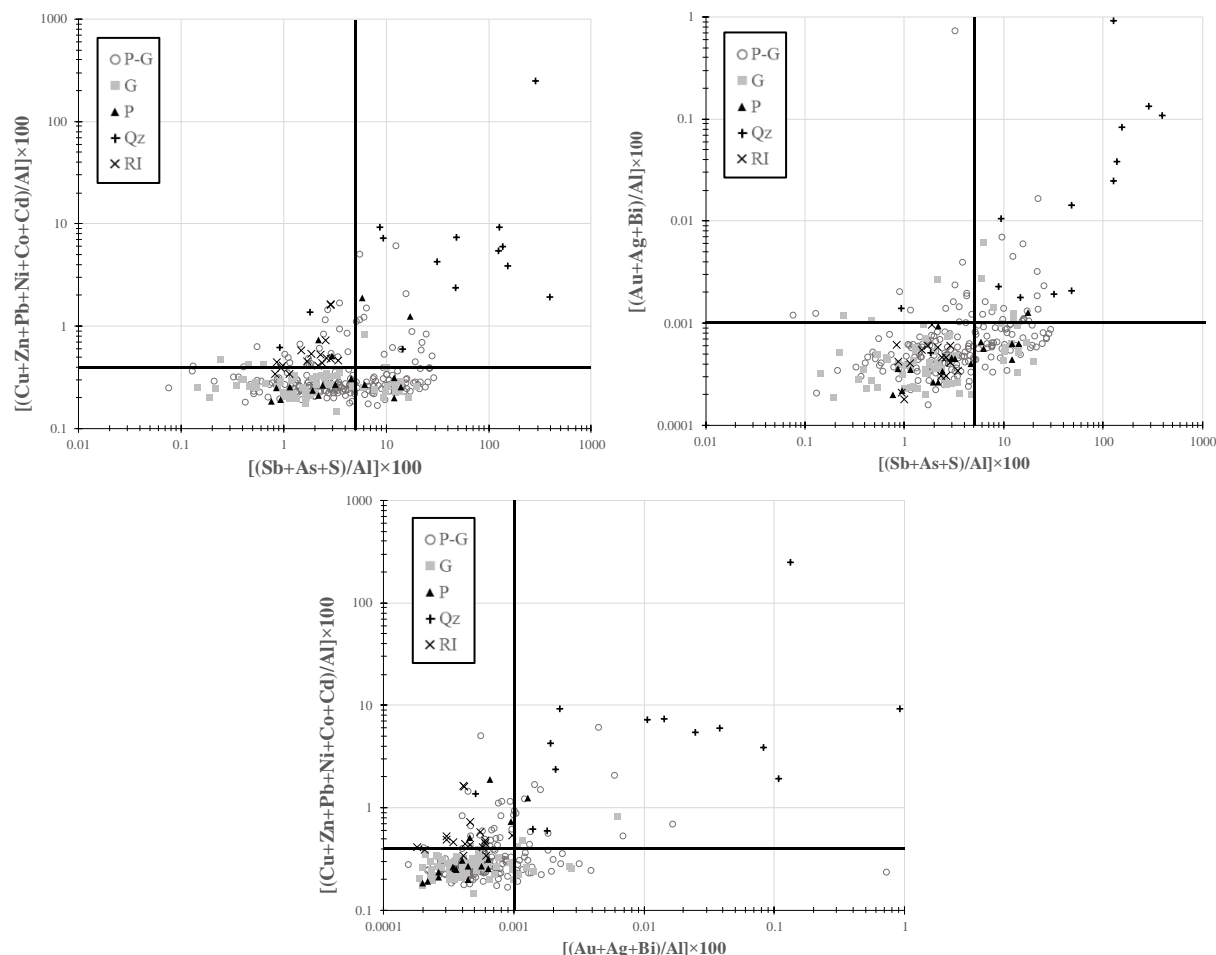 1000
100
10
1
0.1
0.01
0.1
1
10
100
1000
P-G
G
P
Qz
RI
[(Cu+Zn+Pb+Ni+Co+Cd)/Al]×100
[(Sb+As+S)/Al]×100
1
0.1
0.01
0.001
0.0001
0.01
0.1
1
10
100
1000
P-G
G
P
Qz
RI
[(Au+Ag+Bi)/Al]×100
[(Sb+As+S)/Al]×100
1000
100
10
1
0.1
0.0001
0.001
0.01
0.1
1
P-G
G
P
Qz
RI
[(Cu+Zn+Pb+Ni+Co+Cd)/Al]×100
[(Au+Ag+Bi)/Al]×100